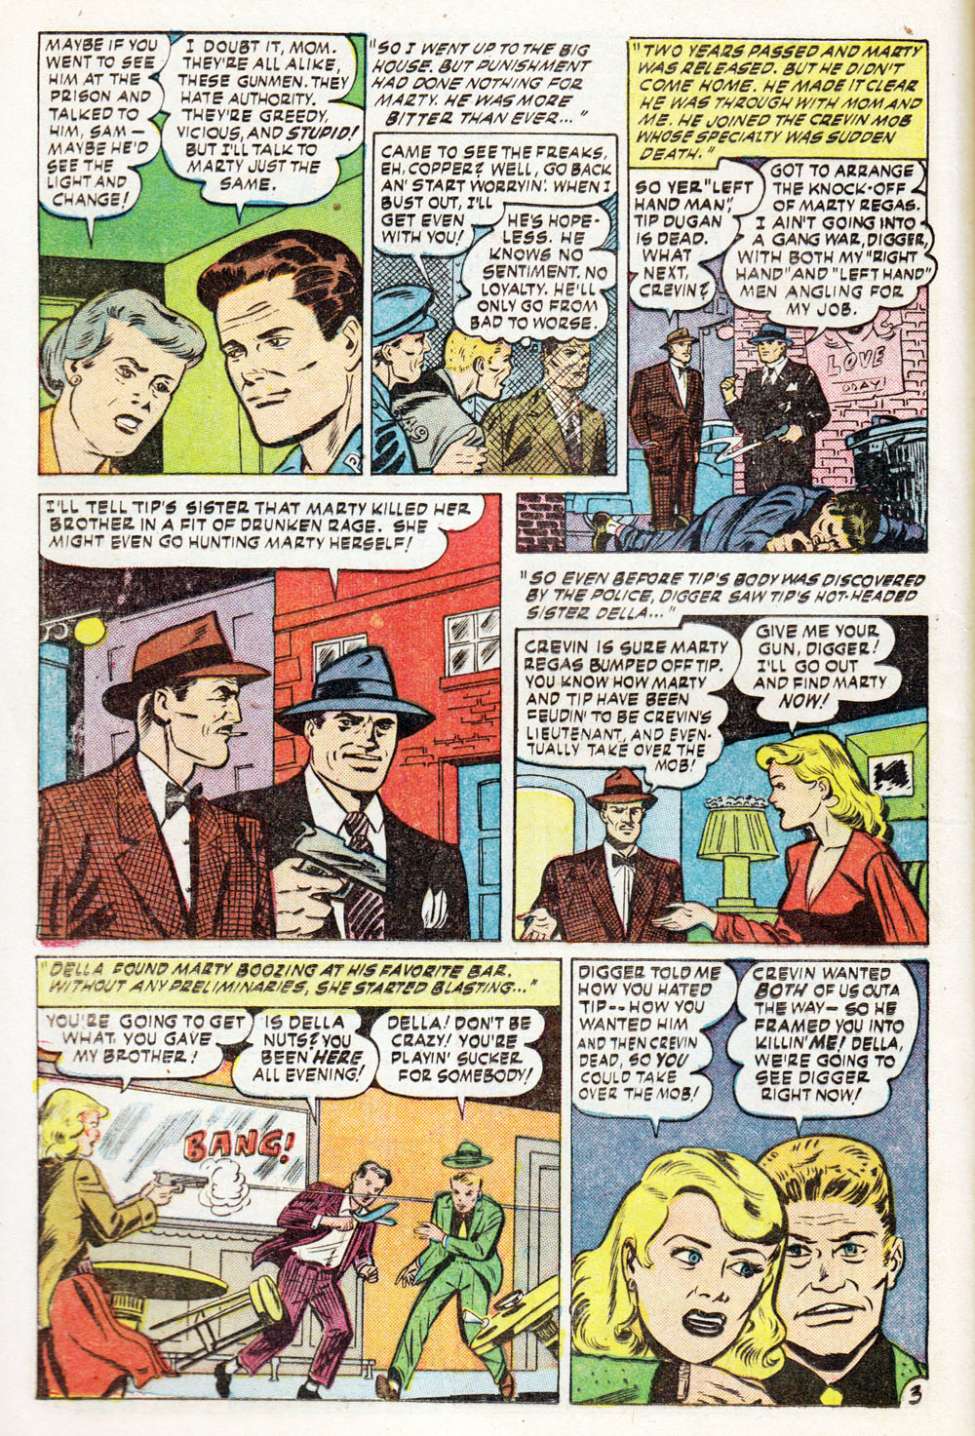 MAYBE IF YOU
WENT TO SEE
HIM AT THE
PRISON AND
TALKED TO
HIM, SAM—
MAYBE HE'D
SEE THE
LIGHT AND
CHANGE!
I DOUBT IT, MOM.
THEY'RE ALL ALIKE,
THESE GUNMEN. THEY
HATE AUTHORITY.
THEY'RE GREEDY,
VICIOUS, AND STUPID!
BUT I'LL TALK TO
MARTY JUST THE
SAME.
"SO I WENT UP TO THE BIG
HOUSE. BUT PUNISHMENT
HAD DONE NOTHING FOR
MARTY. HE WAS MORE
BITTER THAN EVER..."
CAME TO SEE THE FREAKS,
EH, COPPER? WELL, GO BACK
AN' START WORRYIN'. WHEN I
BUST OUT, I'LL
GET EVEN
WITH YOU!
HE'S HOPE-
LESS. HE
KNOWS NO
SENTIMENT. NO
LOYALTY. HE'LL
ONLY GO FROM
BAD TO WORSE.
"TWO YEARS PASSED AND MARTY
WAS RELEASED. BUT HE DIDN'T
COME HOME. HE MADE IT CLEAR
HE WAS THROUGH WITH MOM AND
ME. HE JOINED THE CREVIN MOB
WHOSE SPECIALTY WAS SUDDEN
DEATH."
SO YER "LEFT
HAND MAN",
TIP DUGAN
IS DEAD.
WHAT
NEXT,
CREVIN?
GOT TO ARRANGE
THE KNOCK-OFF
OF MARTY REGAS.
I AIN'T GOING INTO
A GANG WAR, DIGGER,
WITH BOTH MY "RIGHT
HAND" AND "LEFT HAND"
MEN ANGLING FOR
MY JOB.
LOVE
I'LL TELL TIP'S SISTER THAT MARTY KILLED HER
BROTHER IN A FIT OF DRUNKEN RAGE. SHE
MIGHT EVEN GO HUNTING MARTY HERSELF!
"SO EVEN BEFORE TIP'S BODY WAS DISCOVERED
BY THE POLICE, DIGGER SAW TIP'S HOT-HEADED
SISTER DELLA..."
CREVIN IS SURE MARTY
REGAS BUMPED OFF TIP.
YOU KNOW HOW MARTY
AND TIP HAVE BEEN
FEUDIN' TO BE CREVIN'S
LIEUTENANT, AND EVEN-
TUALLY TAKE OVER THE
MOB!
GIVE ME YOUR
GUN, DIGGER!
I'LL GO OUT
AND FIND MARTY
NOW!
"DELLA FOUND MARTY BOOZING AT HIS FAVORITE BAR.
WITHOUT ANY PRELIMINARIES, SHE STARTED BLASTING..."
YOU'RE GOING TO GET
WHAT YOU GAVE
MY BROTHER!
IS DELLA
NUTS? YOU
BEEN HERE
ALL EVENING!
DELLA! DON'T BE
CRAZY! YOU'RE
PLAYIN' SUCKER
FOR SOMEBODY!
BANG!
DIGGER TOLD ME
HOW YOU HATED
TIP--HOW YOU
WANTED HIM
AND THEN CREVIN
DEAD, SO YOU
COULD TAKE
OVER THE MOB!
CREVIN WANTED
BOTH OF US OUTA
THE WAY— SO HE
FRAMED YOU INTO
KILLIN' ME! DELLA,
WE'RE GOING TO
SEE DIGGER
RIGHT NOW!
3